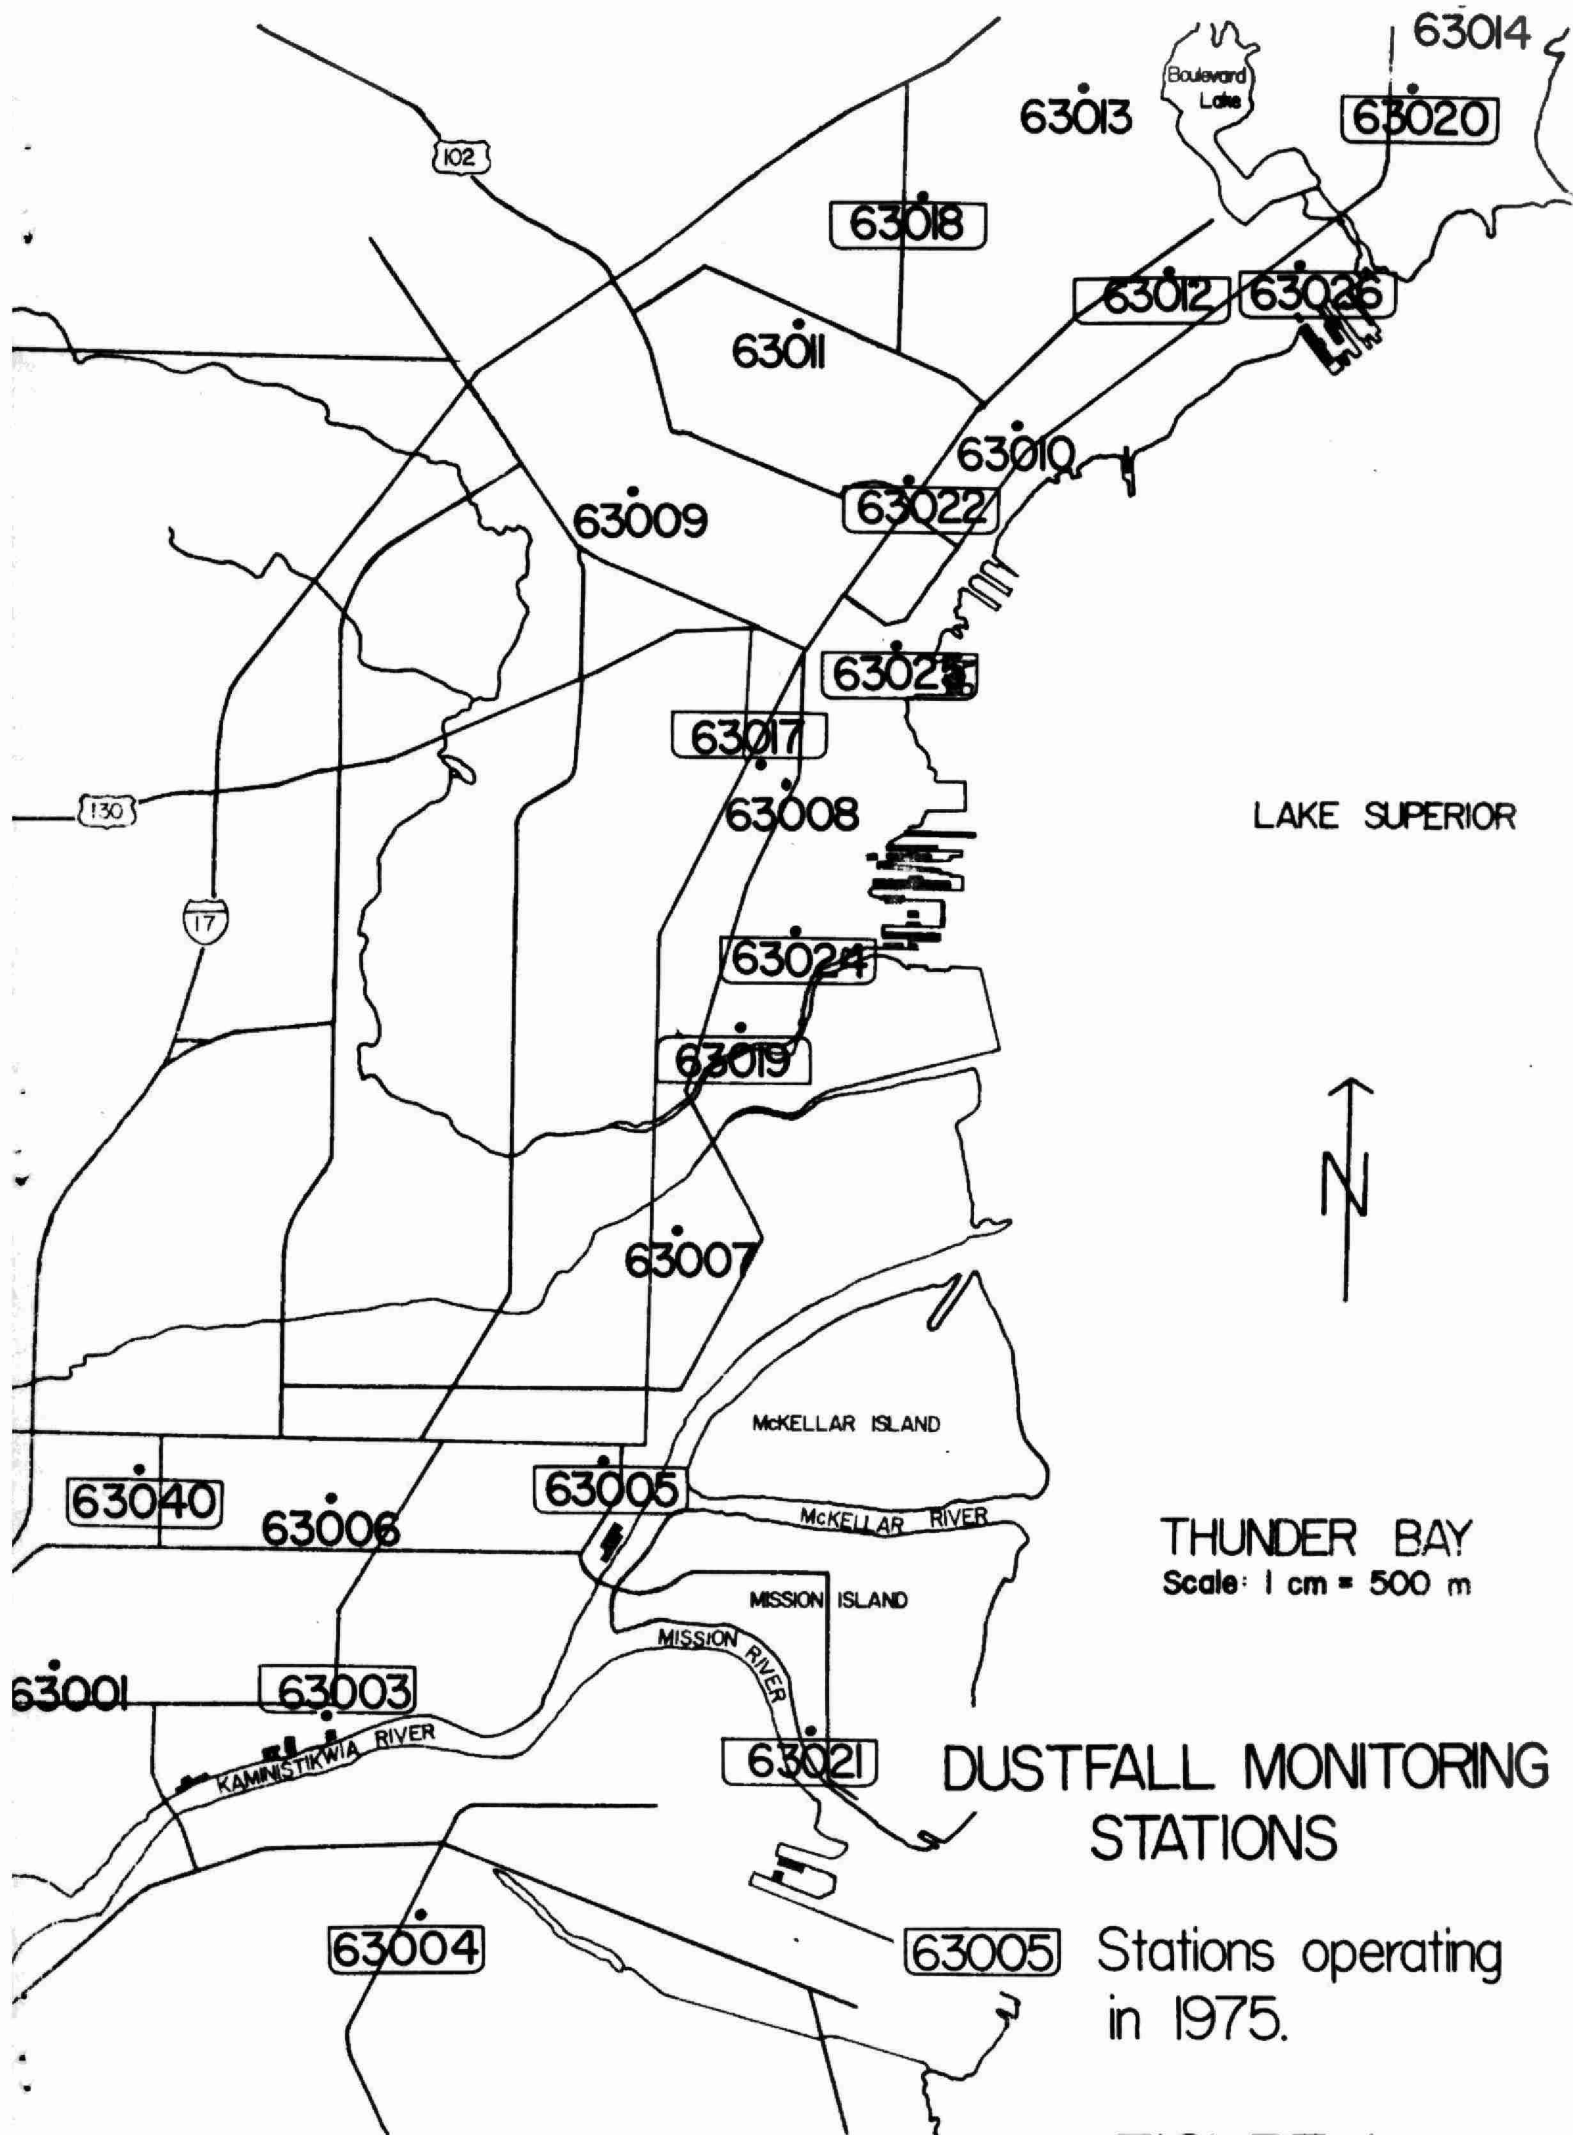 63014
Boulevard
Lake
63013
63020
102
63018
63012
63026
63011
63010
63022
63009
63017
63008
130
LAKE SUPERIOR
17
63024
63019
N
63007
McKELLAR ISLAND
63040
63005
63006
McKELLAR RIVER
THUNDER BAY
Scale: 1 cm = 500 m
MISSION ISLAND
MISSION RIVER
63001
63003
KAMINISTIKWIA RIVER
63021
DUSTFALL MONITORING
STATIONS
63004
63005 Stations operating
in 1975.